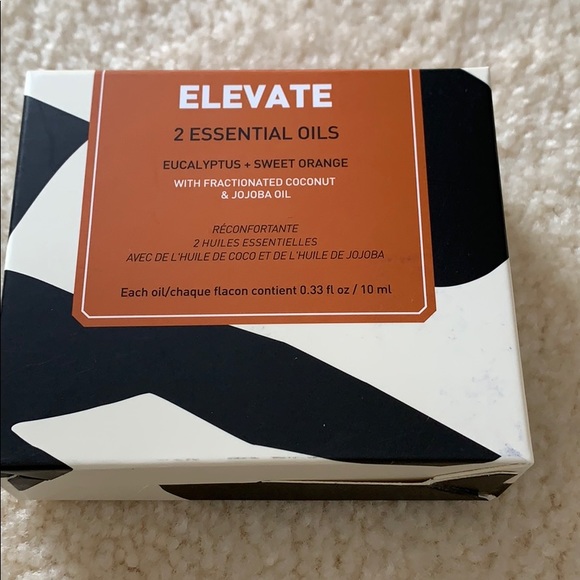 ELEVATE
2 ESSENTIAL OILS
EUCALYPTUS + SWEET ORANGE
WITH FRACTIONATED COCONUT
& JOJOBA OIL
RÉCONFORTANTE
2 HUILES ESSENTIELLES
AVEC DE L'HUILE DE COCO ET DE L'HUILE DE JOJOBA
Each oil/chaque flacon contient 0.33 fl oz / 10 ml